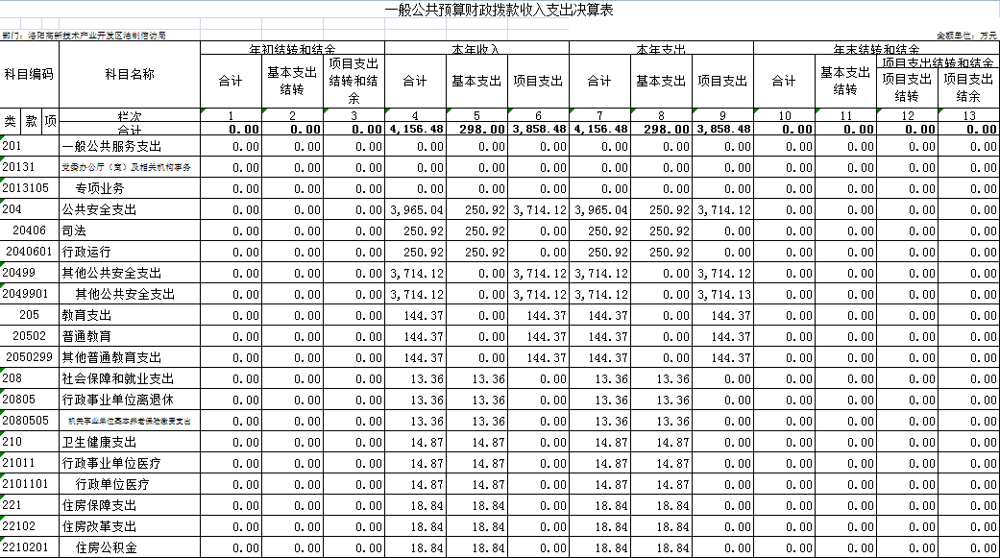 一般公共预算财政拨款收入支出决算表
部门：洛阳高新技术产业开发区法制信访局 金额单位：万元
科目编码 科目名称 年初结转和结余 本年收入 本年支出 年末结转和结余
合计 基本支出结转 项目支出结转和结余 合计 基本支出 项目支出 合计 基本支出 项目支出 合计 基本支出结转 项目支出结转和结余
项目支出结转 项目支出结余
类 款 项 栏次 1 2 3 4 5 6 7 8 9 10 11 12 13
合计 0.00 0.00 0.00 4,156.48 298.00 3,858.48 4,156.48 298.00 3,858.48 0.00 0.00 0.00 0.00
201 一般公共服务支出 0.00 0.00 0.00 0.00 0.00 0.00 0.00 0.00 0.00 0.00 0.00 0.00 0.00
20131 党委办公厅（室）及相关机构事务 0.00 0.00 0.00 0.00 0.00 0.00 0.00 0.00 0.00 0.00 0.00 0.00 0.00
2013105 专项业务 0.00 0.00 0.00 0.00 0.00 0.00 0.00 0.00 0.00 0.00 0.00 0.00 0.00
204 公共安全支出 0.00 0.00 0.00 3,965.04 250.92 3,714.12 3,965.04 250.92 3,714.12 0.00 0.00 0.00 0.00
20406 司法 0.00 0.00 0.00 250.92 250.92 0.00 250.92 250.92 0.00 0.00 0.00 0.00 0.00
2040601 行政运行 0.00 0.00 0.00 250.92 250.92 0.00 250.92 250.92 0.00 0.00 0.00 0.00 0.00
20499 其他公共安全支出 0.00 0.00 0.00 3,714.12 0.00 3,714.12 3,714.12 0.00 3,714.12 0.00 0.00 0.00 0.00
2049901 其他公共安全支出 0.00 0.00 0.00 3,714.12 0.00 3,714.12 3,714.12 0.00 3,714.13 0.00 0.00 0.00 0.00
205 教育支出 0.00 0.00 0.00 144.37 0.00 144.37 144.37 0.00 144.37 0.00 0.00 0.00 0.00
20502 普通教育 0.00 0.00 0.00 144.37 0.00 144.37 144.37 0.00 144.37 0.00 0.00 0.00 0.00
2050299 其他普通教育支出 0.00 0.00 0.00 144.37 0.00 144.37 144.37 0.00 144.37 0.00 0.00 0.00 0.00
208 社会保障和就业支出 0.00 0.00 0.00 13.36 13.36 0.00 13.36 13.36 0.00 0.00 0.00 0.00 0.00
20805 行政事业单位离退休 0.00 0.00 0.00 13.36 13.36 0.00 13.36 13.36 0.00 0.00 0.00 0.00 0.00
2080505 机关事业单位基本养老保险缴费支出 0.00 0.00 0.00 13.36 13.36 0.00 13.36 13.36 0.00 0.00 0.00 0.00 0.00
210 卫生健康支出 0.00 0.00 0.00 14.87 14.87 0.00 14.87 14.87 0.00 0.00 0.00 0.00 0.00
21011 行政事业单位医疗 0.00 0.00 0.00 14.87 14.87 0.00 14.87 14.87 0.00 0.00 0.00 0.00 0.00
2101101 行政单位医疗 0.00 0.00 0.00 14.87 14.87 0.00 14.87 14.87 0.00 0.00 0.00 0.00 0.00
221 住房保障支出 0.00 0.00 0.00 18.84 18.84 0.00 18.84 18.84 0.00 0.00 0.00 0.00 0.00
22102 住房改革支出 0.00 0.00 0.00 18.84 18.84 0.00 18.84 18.84 0.00 0.00 0.00 0.00 0.00
2210201 住房公积金 0.00 0.00 0.00 18.84 18.84 0.00 18.84 18.84 0.00 0.00 0.00 0.00 0.00